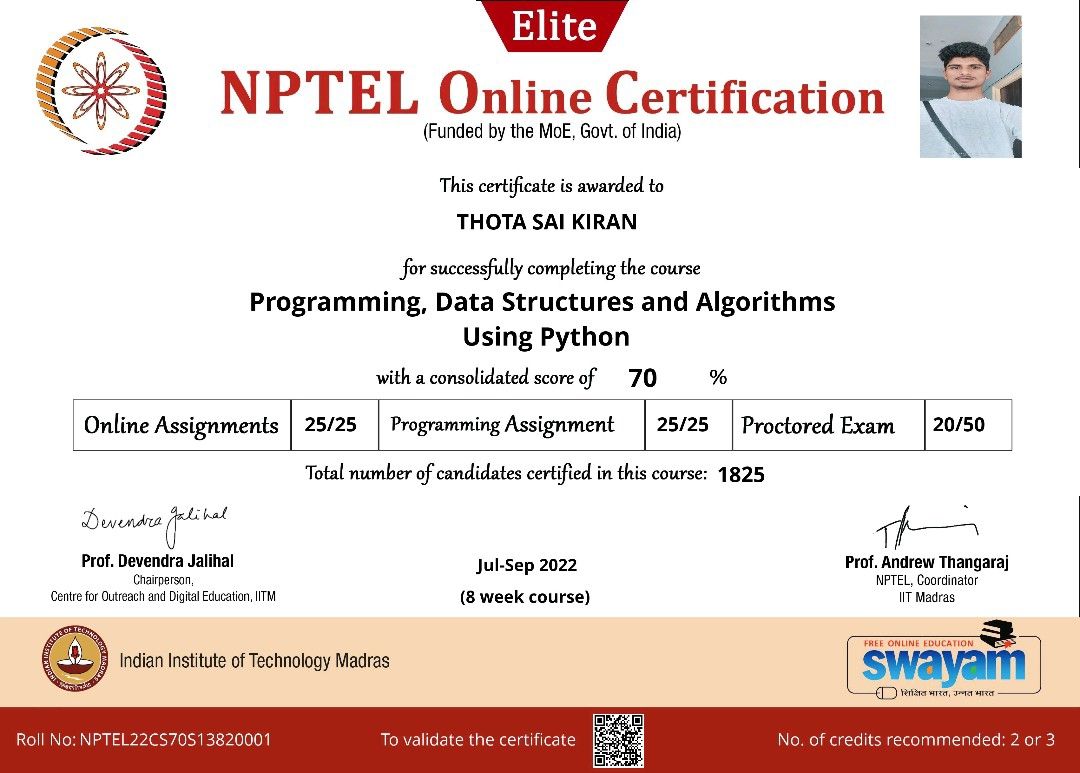 Elite
NPTEL Online Certification
(Funded by the MoE, Govt. of India)
This certificate is awarded to
THOTA SAI KIRAN
for successfully completing the course
Programming, Data Structures and Algorithms
Using Python
with a consolidated score of 70 %
Online Assignments 25/25 Programming Assignment 25/25 Proctored Exam 20/50
Total number of candidates certified in this course: 1825
Devendra Jalihal
Prof. Devendra Jalihal
Chairperson,
Centre for Outreach and Digital Education, IITM
Jul-Sep 2022
(8 week course)
Prof. Andrew Thangaraj
NPTEL, Coordinator
IIT Madras
Indian Institute of Technology Madras
FREE ONLINE EDUCATION
swayam
शिक्षित भारत, उन्नत भारत
Roll No: NPTEL22CS70S13820001 To validate the certificate No. of credits recommended: 2 or 3